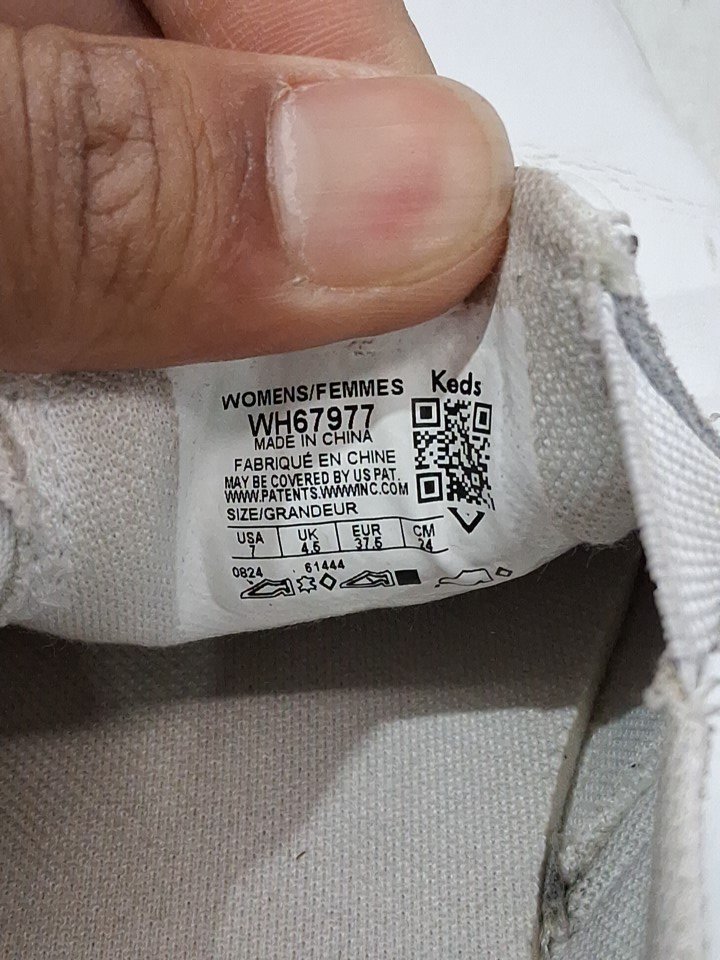 WOMENS/FEMMES Keds
WH67977
MADE IN CHINA
FABRIQUÉ EN CHINE
MAY BE COVERED BY US PAT.
WWW.PATENTS.WWWINC.COM
SIZE/GRANDEUR
USA UK EUR CM
7 4.5 37.5 24
0824 61444